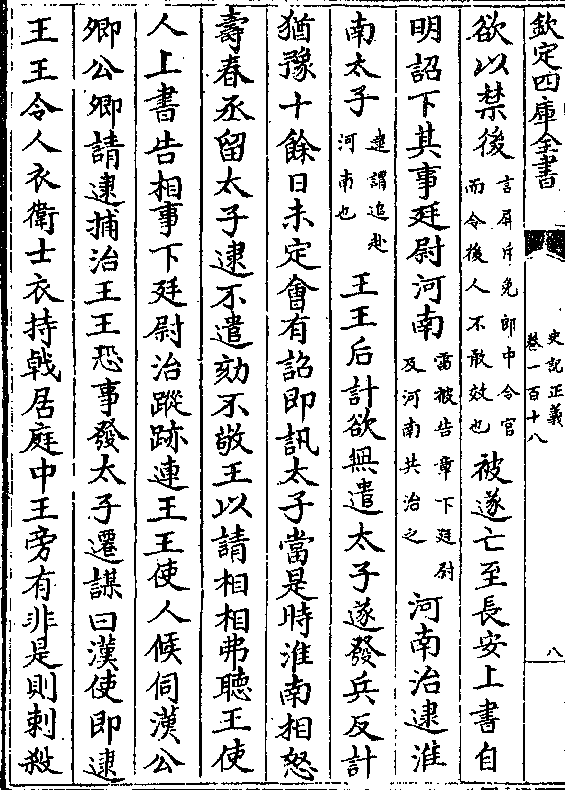 欽定四庫全書
史記正義
卷一百十八
八
欲以禁後言屏斥免郎中令官而令後人不敢效也被遂亡至長安上書自
明詔下其事廷尉河南雷被告章下廷尉及河南共治之河南治逮淮
南太子逮謂追赴河南也王王后計欲無遣太子遂發兵反計
猶豫十餘日未定會有詔即訊太子當是時淮南相怒
壽春丞留太子逮不遣劾不敬王以請相相弗聽王使
人上書告相事下廷尉治蹤跡連王王使人候伺漢公
卿公卿請逮捕治王王恐事發太子遷謀曰漢使即逮
王王令人衣衛士衣持㦸居庭中王旁有非是則刺殺